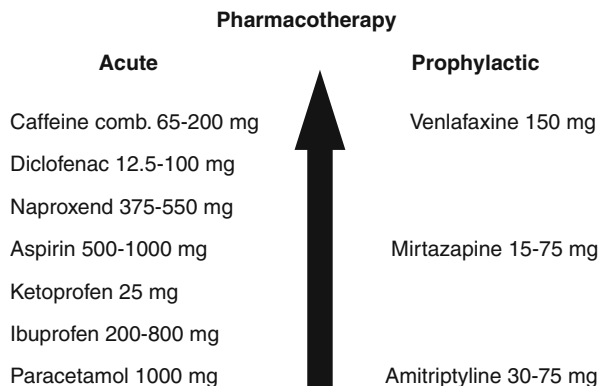 Pharmacotherapy
Acute
Prophylactic
Caffeine comb. 65-200 mg
Venlafaxine 150 mg
Diclofenac 12.5-100 mg
Naproxend 375-550 mg
Aspirin 500-1000 mg
Mirtazapine 15-75 mg
Ketoprofen 25 mg
Ibuprofen 200-800 mg
Paracetamol 1000 mg
Amitriptyline 30-75 mg